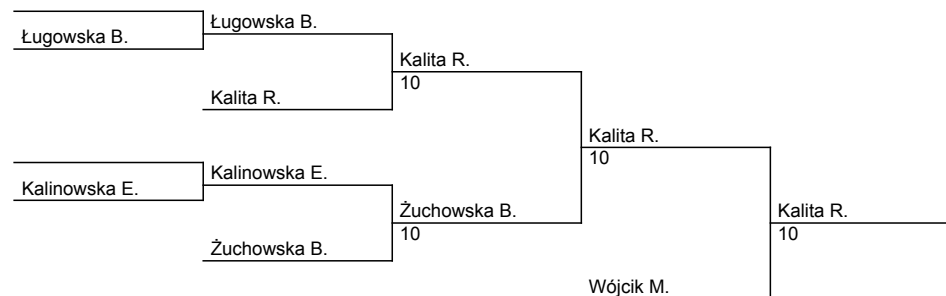 Ługowska B.
Ługowska B.
Kalita R.
10
Kalita R.
Kalita R.
10
Kalinowska E.
Kalinowska E.
Żuchowska B.
10
Kalita R.
10
Żuchowska B.
Wójcik M.